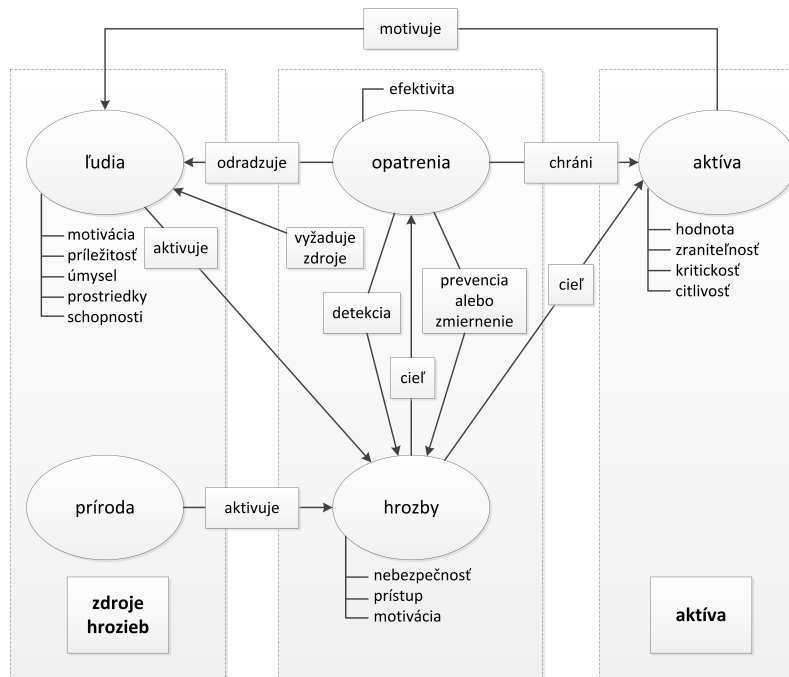 motivuje
efektivita
ľudia
odradzuje
opatrenia
chráni
aktíva
motivácia
príležitosť
úmysel
prostriedky
schopnosti
aktivuje
vyžaduje
zdroje
hodnota
zraniteľnosť
kritickosť
citlivosť
detekcia
prevencia
alebo
zmiernenie
cieľ
cieľ
príroda
aktivuje
hrozby
nebezpečnosť
prístup
motivácia
zdroje
hrozieb
aktíva